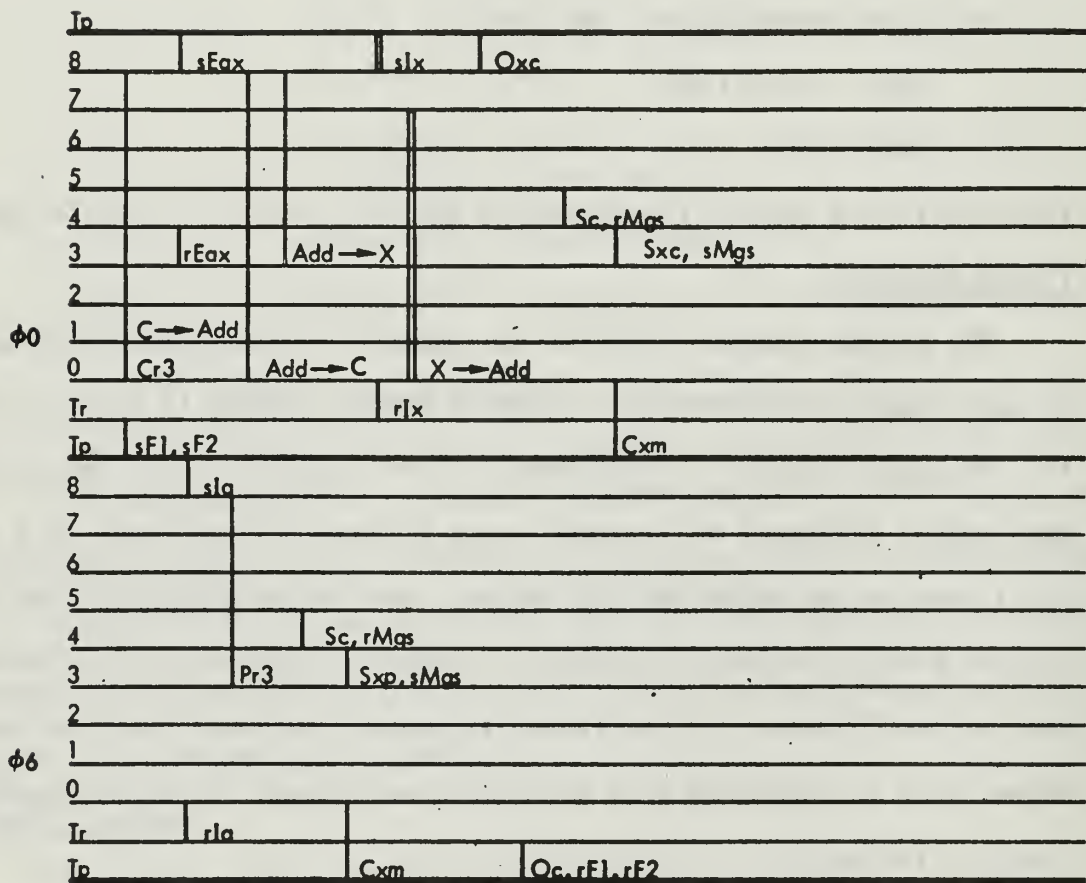 Tp
8 sEax sIx Oxc
7
6
5
4 Sc, rMgs
3 rEax Add → X Sxc, sMgs
2
φ0 1 C → Add
0 Cr3 Add → C X → Add
Tr rIx
Tp sF1, sF2 Cxm
8 sIa
7
6
5
4 Sc, rMgs
3 Pr3 Sxp, sMgs
2
φ6 1
0
Tr rIa
Tp Cxm Oc, rF1, rF2